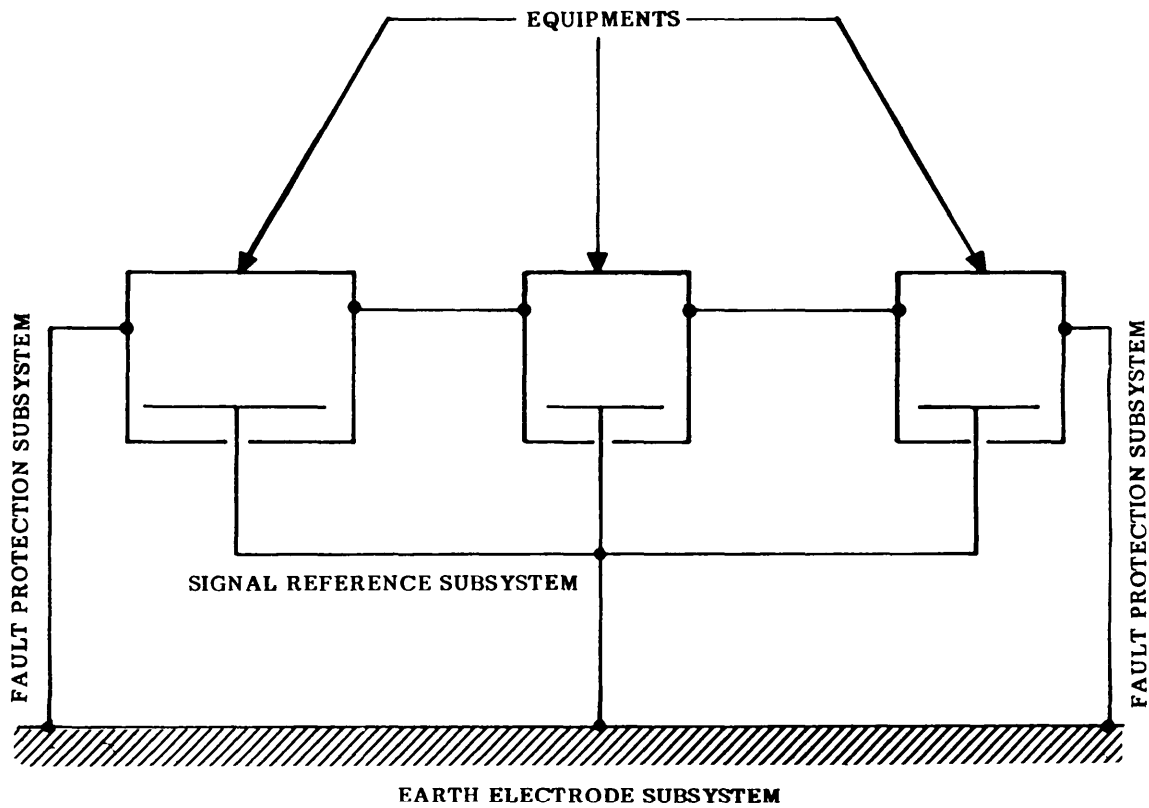 EQUIPMENTS
FAULT PROTECTION SUBSYSTEM
FAULT PROTECTION SUBSYSTEM
SIGNAL REFERENCE SUBSYSTEM
EARTH ELECTRODE SUBSYSTEM